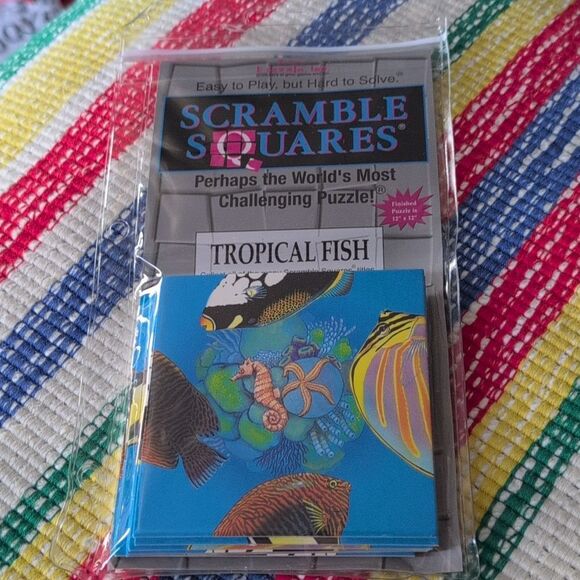 Easy to Play, but Hard to Solve.®
SCRAMBLE
SQUARES®
Perhaps the World's Most
Challenging Puzzle!®
Finished
Puzzle is
12" x 12"
TROPICAL FISH